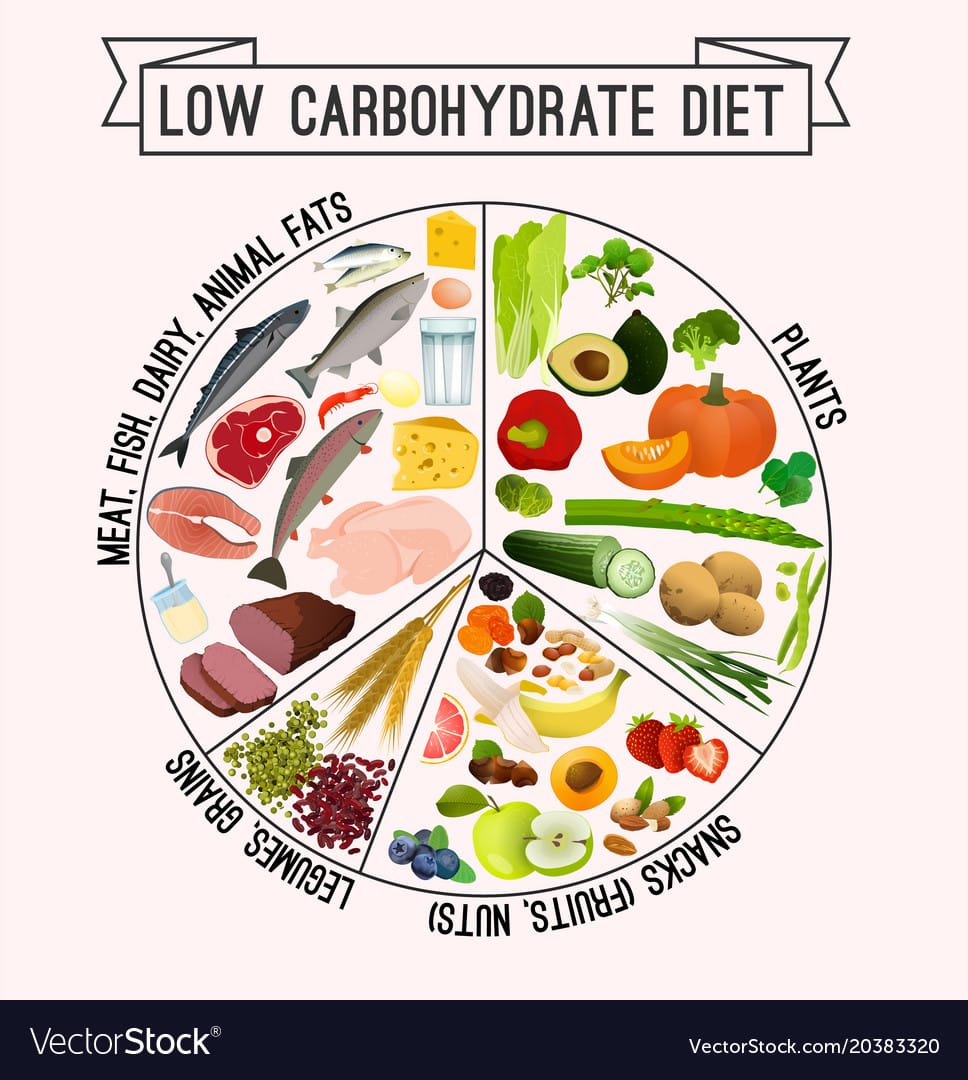 LOW CARBOHYDRATE DIET
MEAT, FISH, DAIRY, ANIMAL FATS
PLANTS
LEGUMES, GRAINS
SNACKS (FRUITS, NUTS)
VectorStock®
VectorStock.com/20383320